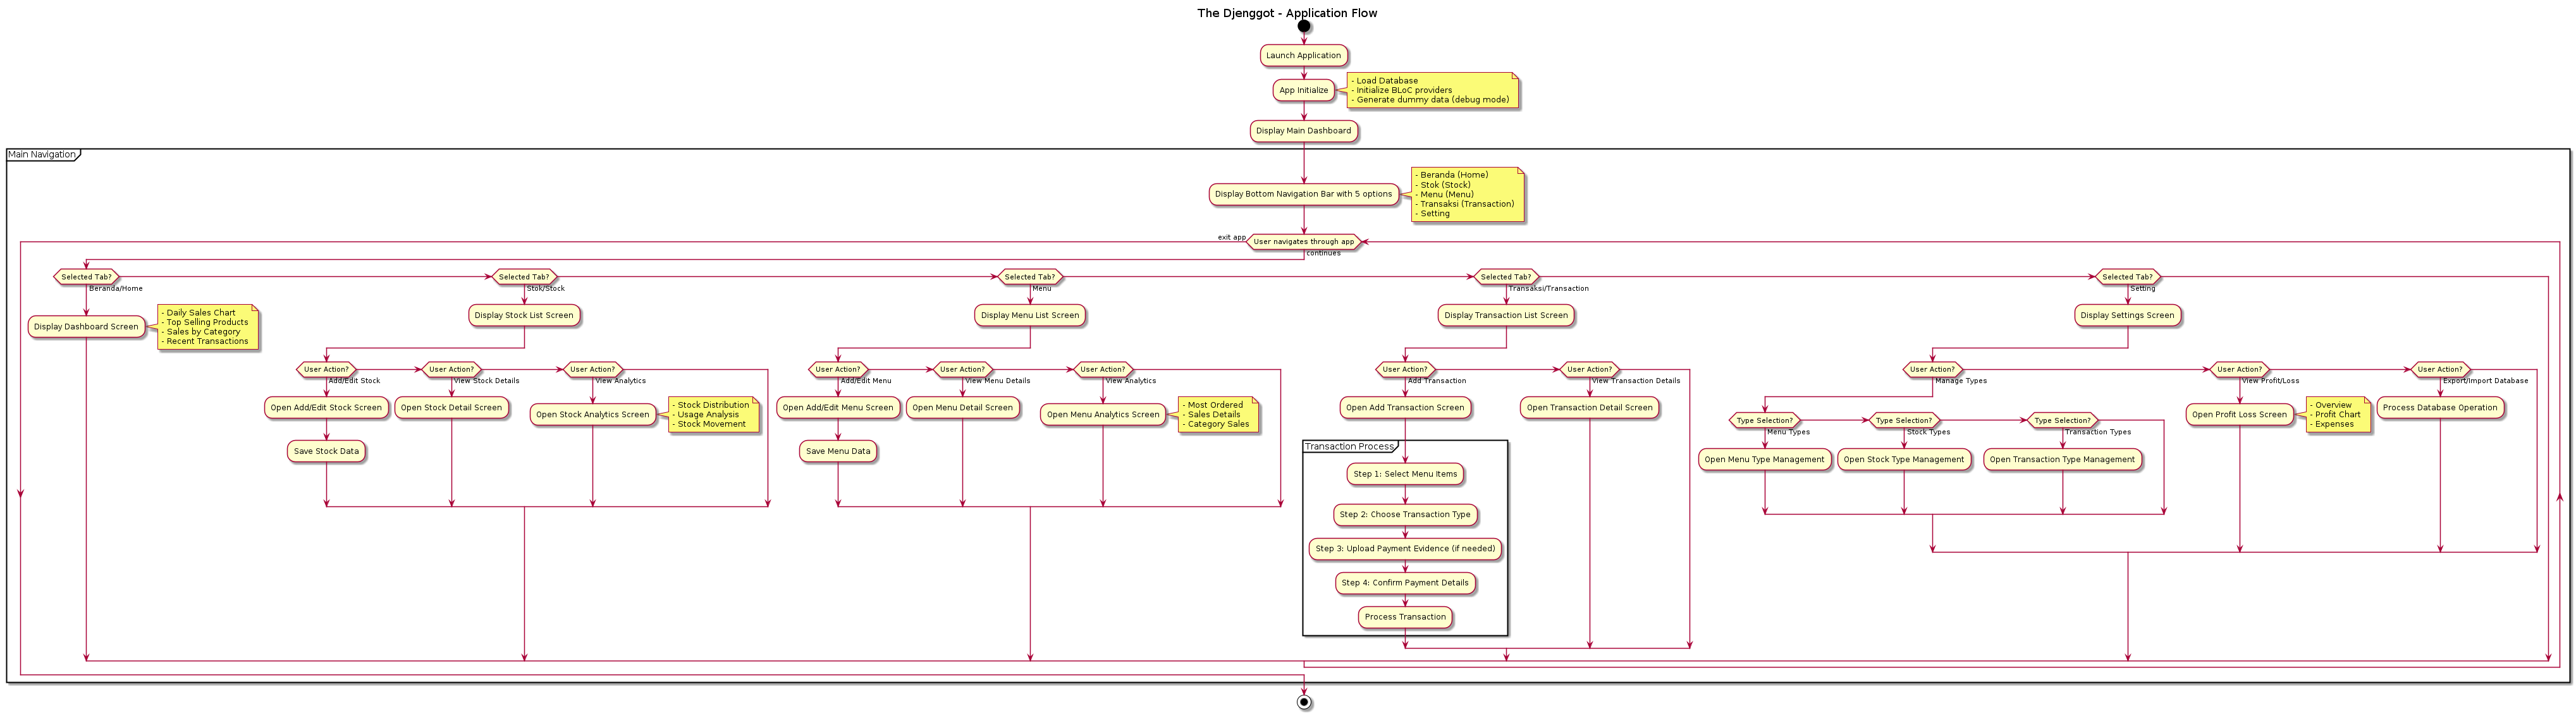 The Djenggot - Application Flow
Launch Application
App Initialize
- Load Database
- Initialize BLoC providers
- Generate dummy data (debug mode)
Display Main Dashboard
Main Navigation
Display Bottom Navigation Bar with 5 options
- Beranda (Home)
- Stok (Stock)
- Menu (Menu)
- Transaksi (Transaction)
- Setting
exit app
User navigates through app
continues
Selected Tab?
Beranda/Home
Display Dashboard Screen
- Daily Sales Chart
- Top Selling Products
- Sales by Category
- Recent Transactions
Selected Tab?
Stok/Stock
Display Stock List Screen
User Action?
Add/Edit Stock
Open Add/Edit Stock Screen
Save Stock Data
User Action?
View Stock Details
Open Stock Detail Screen
User Action?
View Analytics
Open Stock Analytics Screen
- Stock Distribution
- Usage Analysis
- Stock Movement
Selected Tab?
Menu
Display Menu List Screen
User Action?
Add/Edit Menu
Open Add/Edit Menu Screen
Save Menu Data
User Action?
View Menu Details
Open Menu Detail Screen
User Action?
View Analytics
Open Menu Analytics Screen
- Most Ordered
- Sales Details
- Category Sales
Selected Tab?
Transaksi/Transaction
Display Transaction List Screen
User Action?
Add Transaction
Open Add Transaction Screen
Transaction Process
Step 1: Select Menu Items
Step 2: Choose Transaction Type
Step 3: Upload Payment Evidence (if needed)
Step 4: Confirm Payment Details
Process Transaction
User Action?
View Transaction Details
Open Transaction Detail Screen
Selected Tab?
Setting
Display Settings Screen
User Action?
Manage Types
Type Selection?
Menu Types
Open Menu Type Management
Type Selection?
Stock Types
Open Stock Type Management
Type Selection?
Transaction Types
Open Transaction Type Management
User Action?
View Profit/Loss
Open Profit Loss Screen
- Overview
- Profit Chart
- Expenses
User Action?
Export/Import Database
Process Database Operation